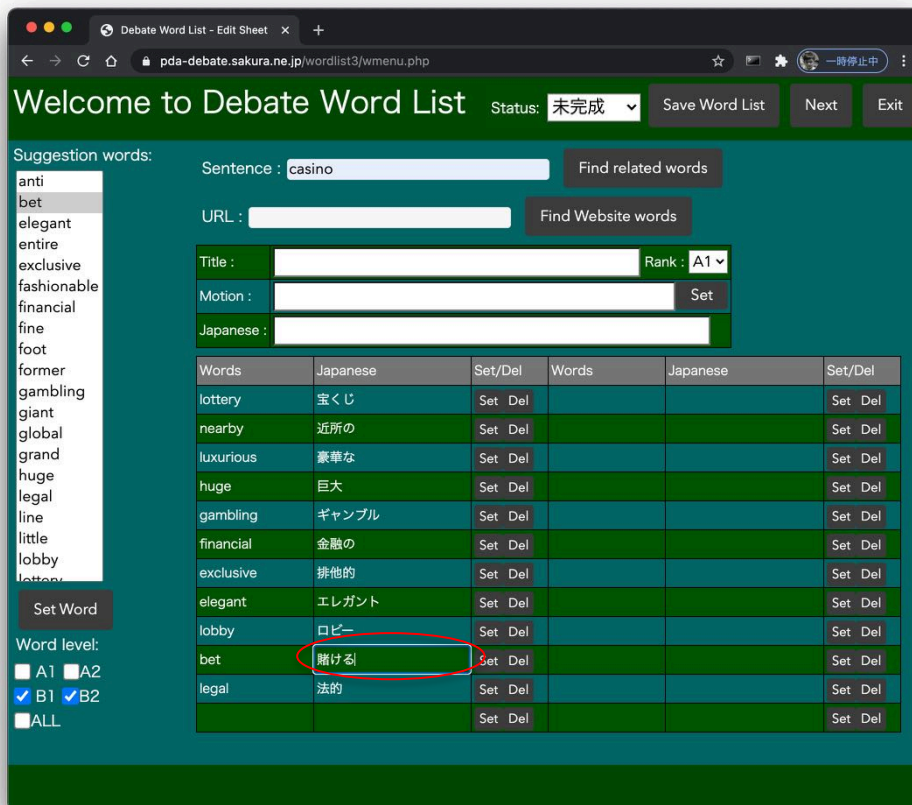 Debate Word List - Edit Sheet
pda-debate.sakura.ne.jp/wordlist3/wmenu.php
一時停止中
Welcome to Debate Word List
Status: 未完成
Save Word List
Next
Exit
Suggestion words:
anti
bet
elegant
entire
exclusive
fashionable
financial
fine
foot
former
gambling
giant
global
grand
huge
legal
line
little
lobby
lottery
Set Word
Word level:
A1 A2
B1 B2
ALL
Sentence : casino
Find related words
URL :
Find Website words
Title :
Rank : A1
Motion :
Set
Japanese :
Words Japanese Set/Del Words Japanese Set/Del
lottery 宝くじ Set Del Set Del
nearby 近所の Set Del Set Del
luxurious 豪華な Set Del Set Del
huge 巨大 Set Del Set Del
gambling ギャンブル Set Del Set Del
financial 金融の Set Del Set Del
exclusive 排他的 Set Del Set Del
elegant エレガント Set Del Set Del
lobby ロビー Set Del Set Del
bet 賭ける Set Del Set Del
legal 法的 Set Del Set Del
Set Del Set Del